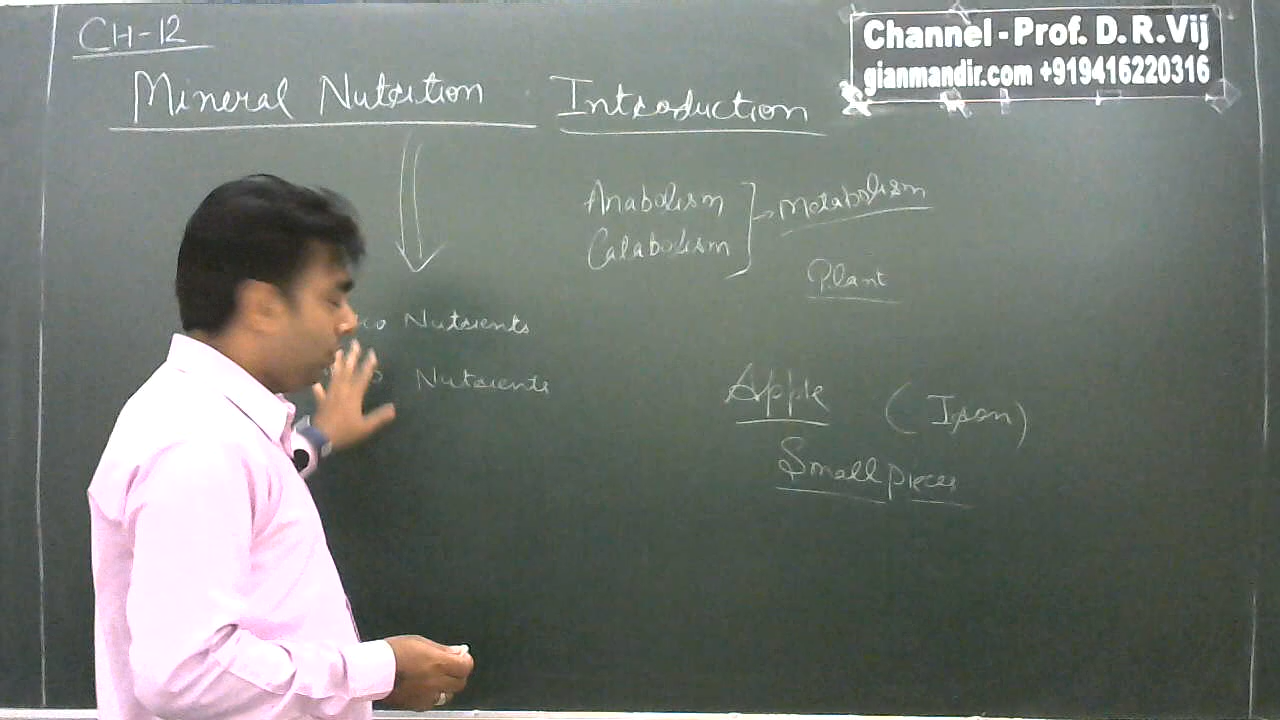 CH-12
Channel - Prof. D. R. Vij
gianmandir.com +919416220316
Mineral Nutrition Introduction
Anabolism
Catabolism
Metabolism
Plant
Nutrients
Nutrients
Apple (Iron)
Small pieces